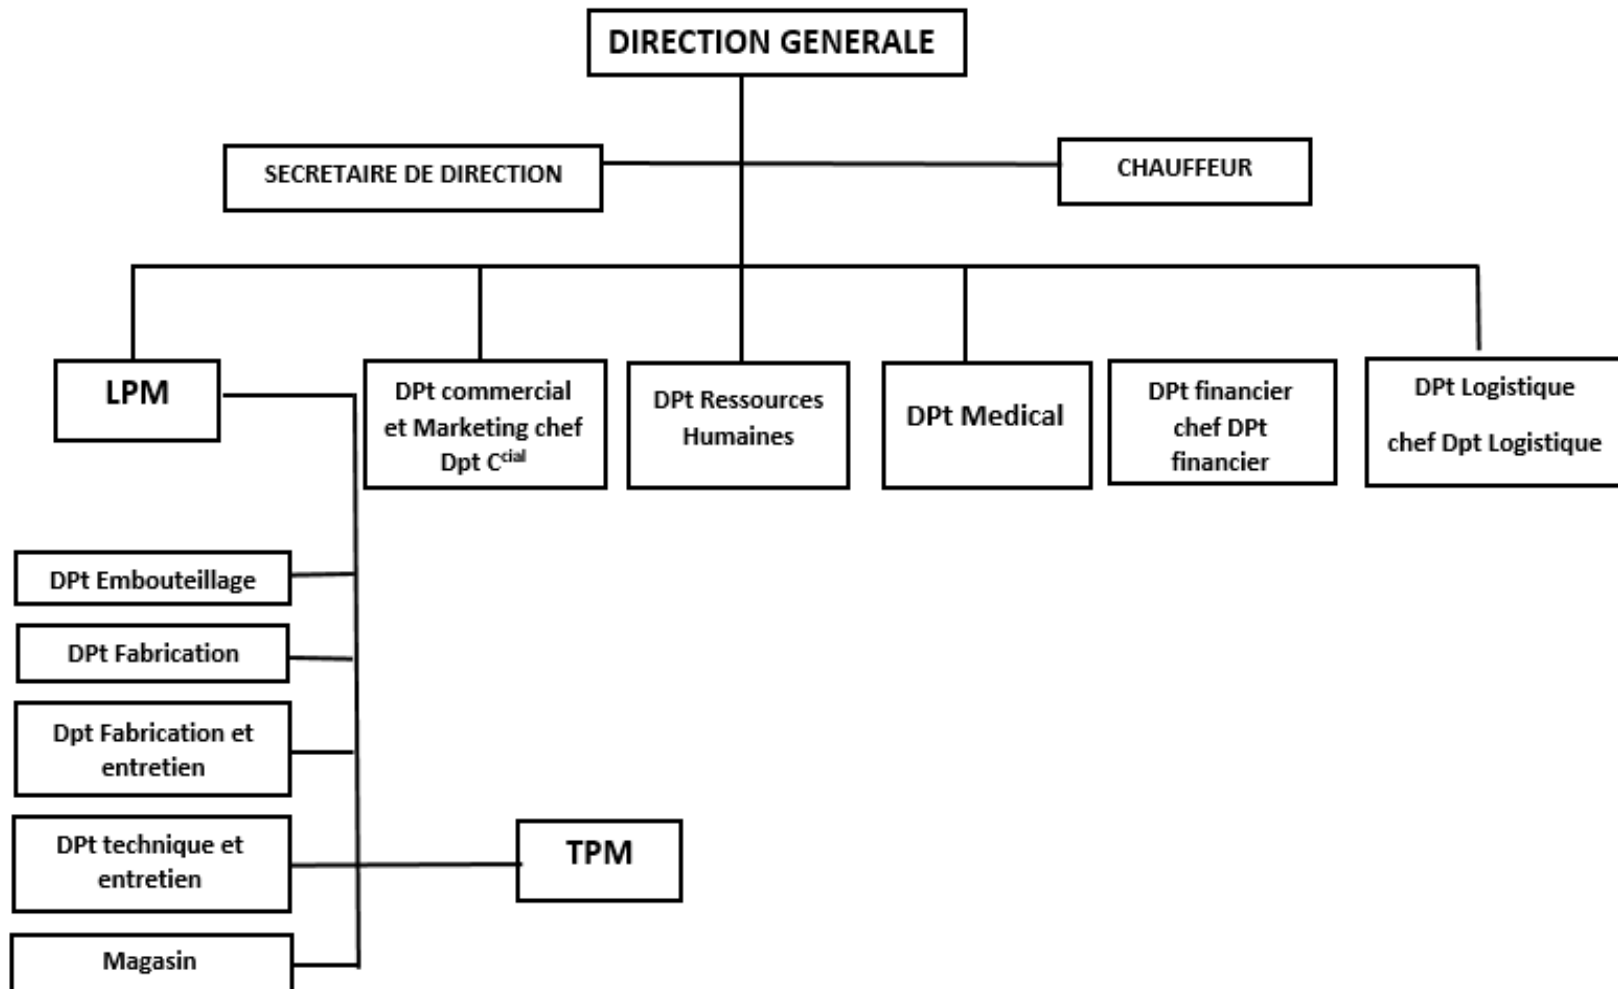 DIRECTION GENERALE
SECRETAIRE DE DIRECTION
CHAUFFEUR
LPM
DPt commercial
et Marketing chef
Dpt Ccial
DPt Ressources
Humaines
DPt Medical
DPt financier
chef DPt
financier
DPt Logistique
chef Dpt Logistique
DPt Embouteillage
DPt Fabrication
Dpt Fabrication et
entretien
DPt technique et
entretien
TPM
Magasin